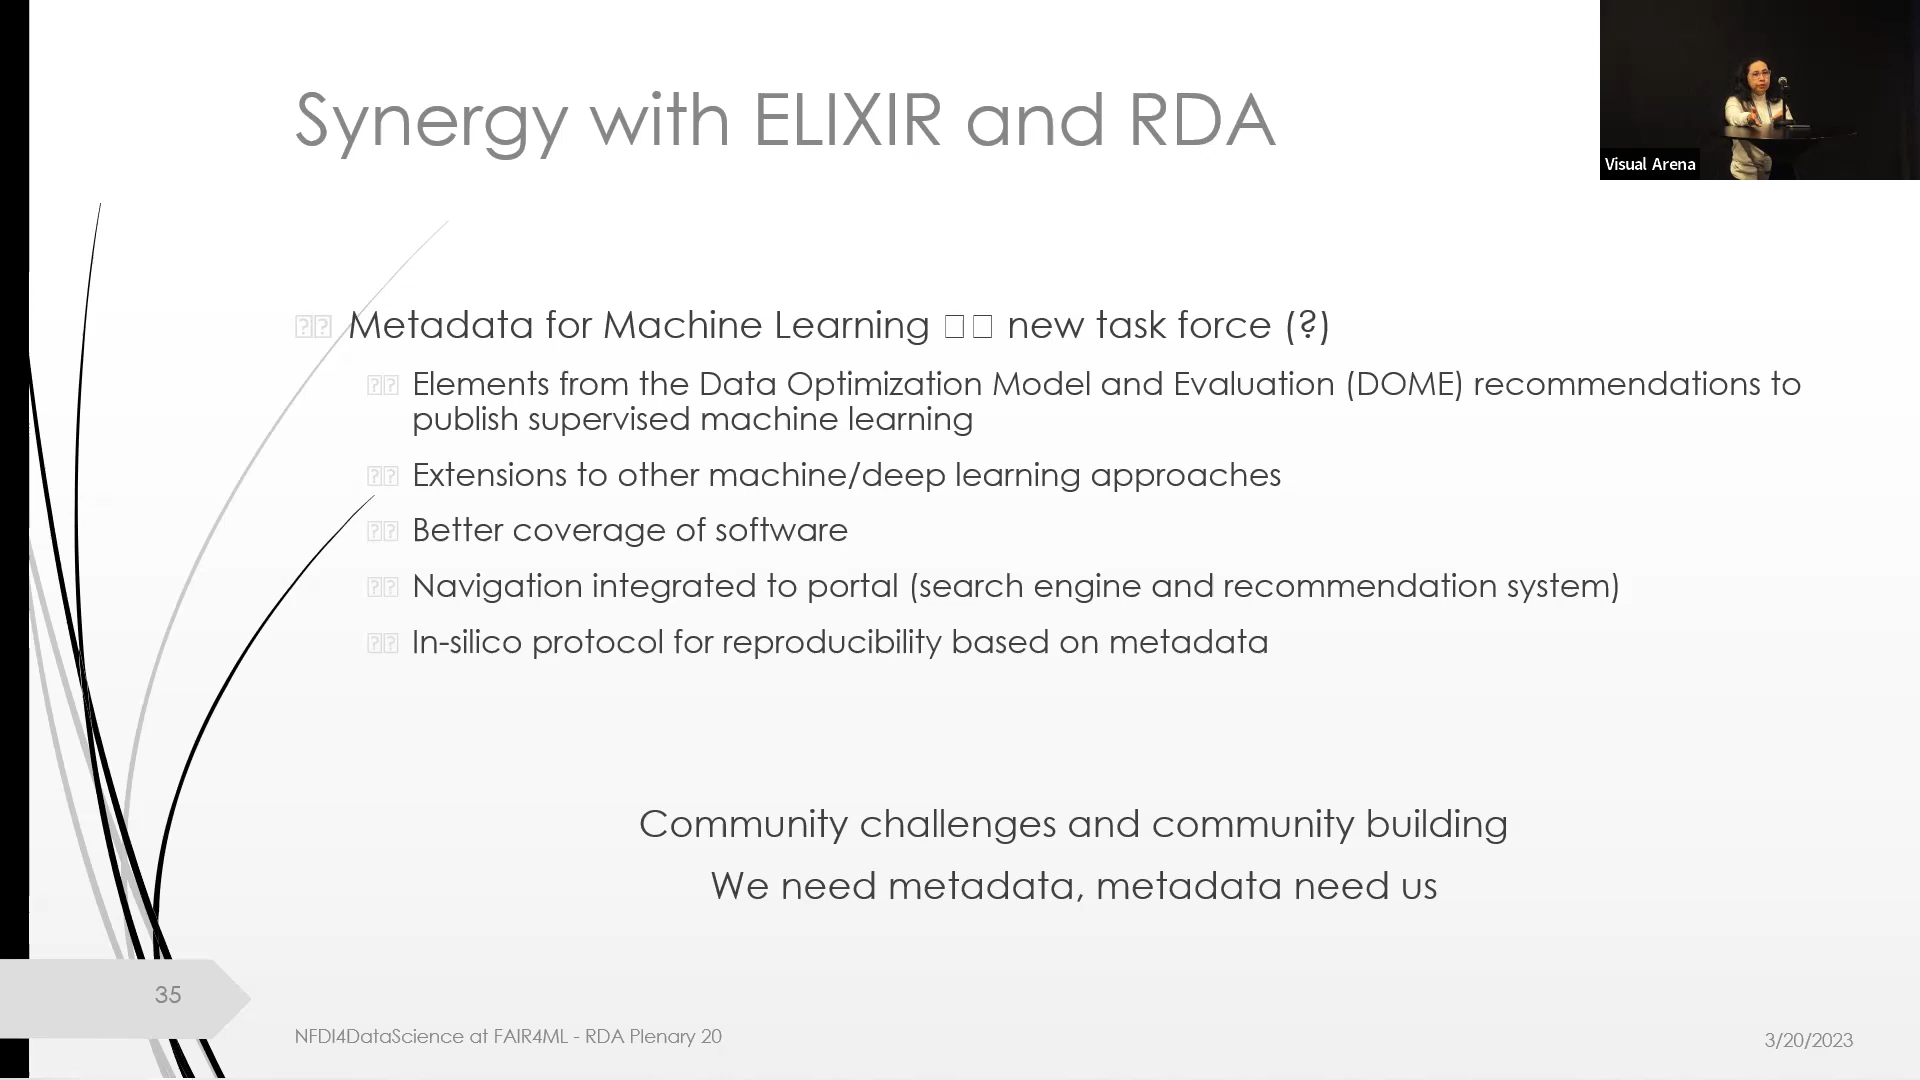 Synergy with ELIXIR and RDA
Visual Arena
Metadata for Machine Learning □□ new task force (?)
Elements from the Data Optimization Model and Evaluation (DOME) recommendations to
publish supervised machine learning
Extensions to other machine/deep learning approaches
Better coverage of software
Navigation integrated to portal (search engine and recommendation system)
In-silico protocol for reproducibility based on metadata
Community challenges and community building
We need metadata, metadata need us
35
NFDI4DataScience at FAIR4ML - RDA Plenary 20
3/20/2023